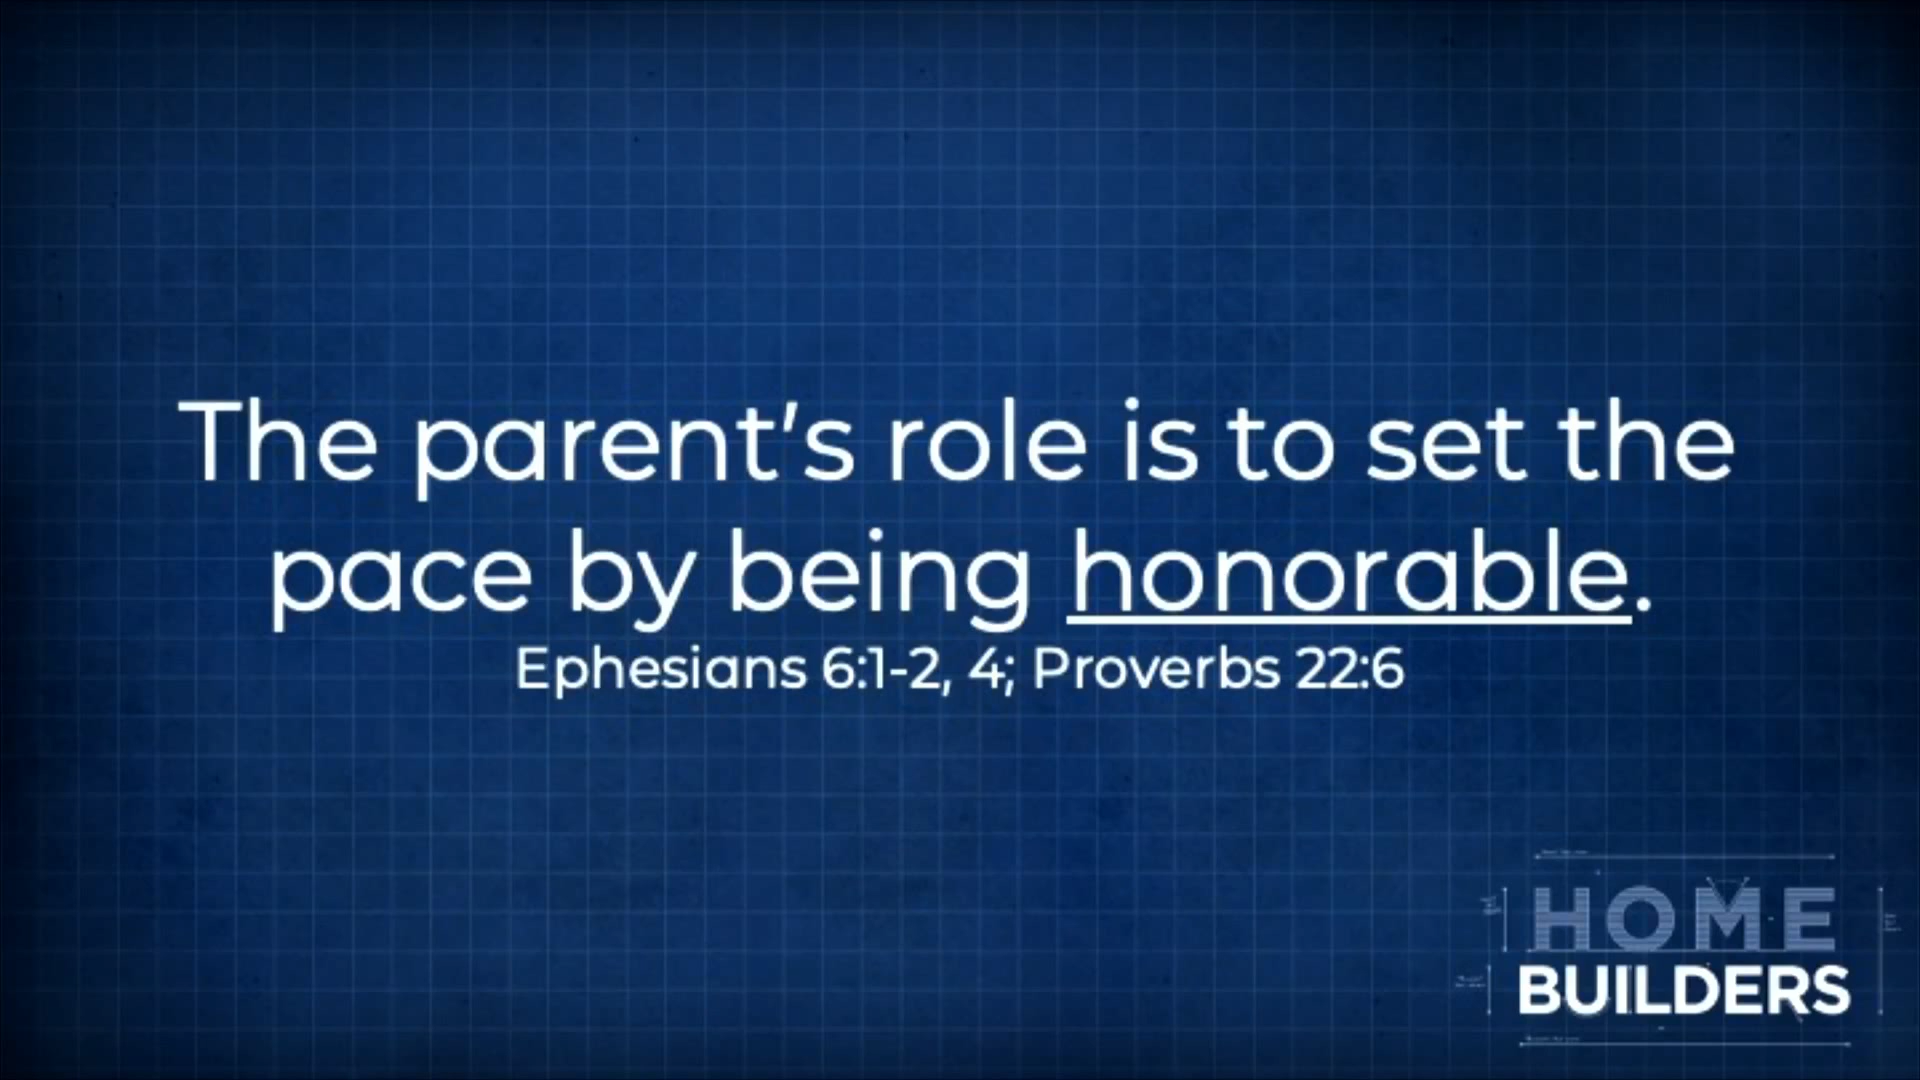 The parent's role is to set the
pace by being honorable.
Ephesians 6:1-2, 4; Proverbs 22:6
HOME
BUILDERS